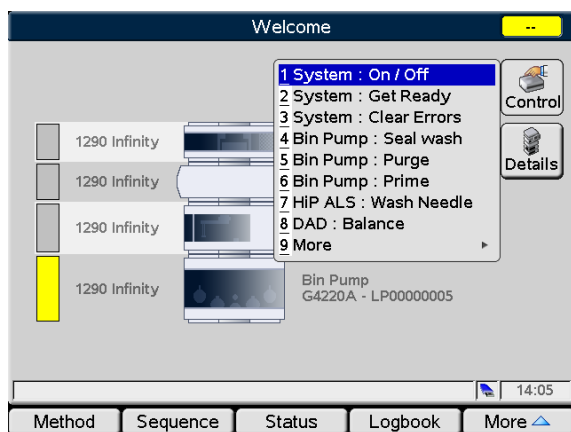 Welcome
--
1 System : On / Off
2 System : Get Ready
3 System : Clear Errors
4 Bin Pump : Seal wash
5 Bin Pump : Purge
6 Bin Pump : Prime
7 HiP ALS : Wash Needle
8 DAD : Balance
9 More
Control
Details
1290 Infinity
1290 Infinity
1290 Infinity
1290 Infinity
Bin Pump
G4220A - LP00000005
14:05
Method
Sequence
Status
Logbook
More